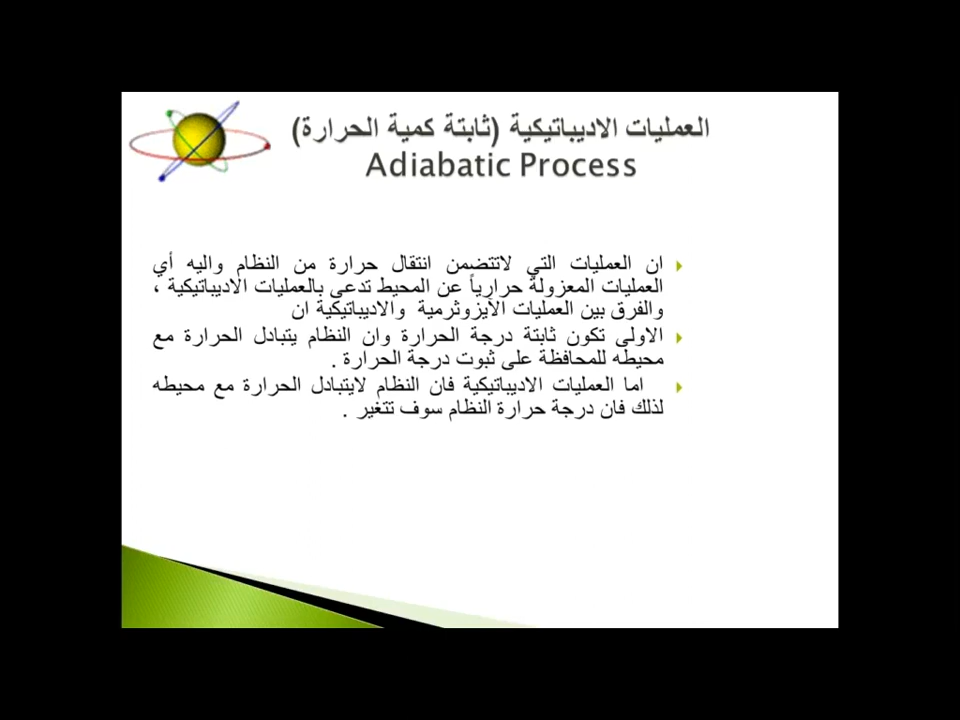 العمليات الاديباتيكية (ثابتة كمية الحرارة)
Adiabatic Process
ان العمليات التي لاتتضمن انتقال حرارة من النظام واليه أي
العمليات المعزولة حرارياً عن المحيط تدعى بالعمليات الاديباتيكية ،
والفرق بين العمليات الآيزوثرمية والاديباتيكية ان
الاولى تكون ثابتة درجة الحرارة وان النظام يتبادل الحرارة مع
محيطه للمحافظة على ثبوت درجة الحرارة .
اما العمليات الاديباتيكية فان النظام لايتبادل الحرارة مع محيطه
لذلك فان درجة حرارة النظام سوف تتغير .